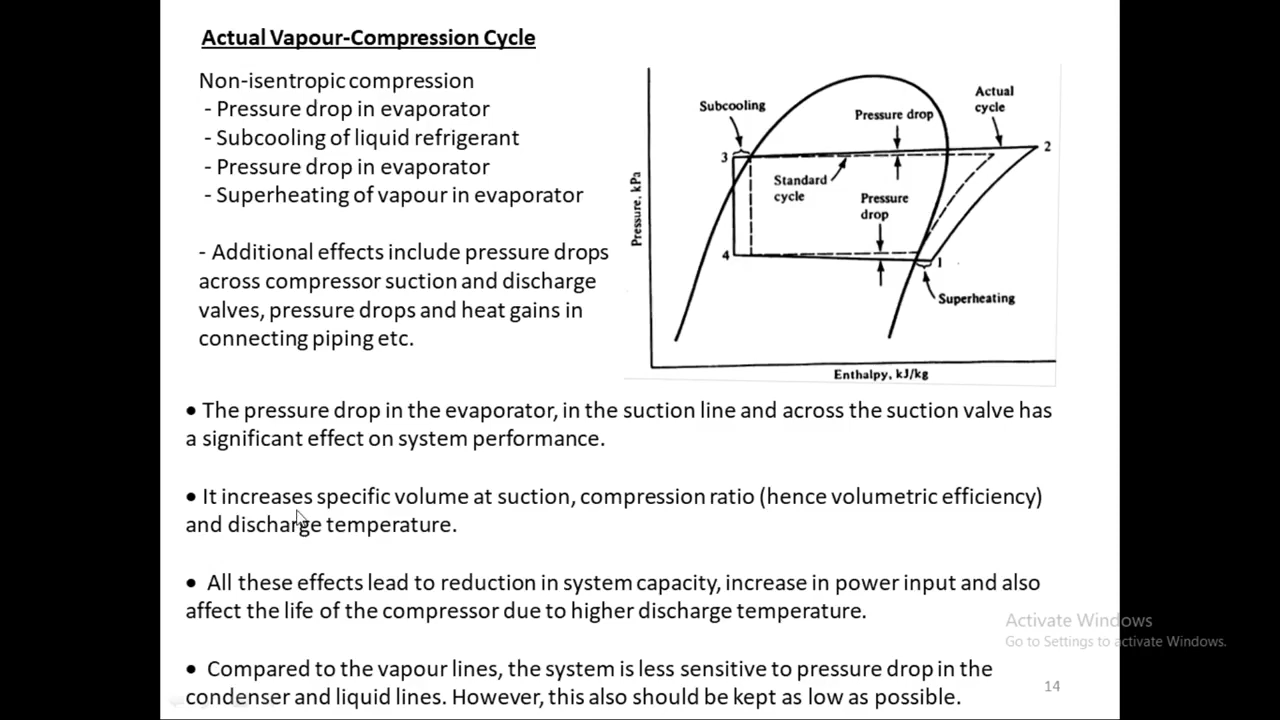 Actual Vapour-Compression Cycle
Non-isentropic compression
- Pressure drop in evaporator
- Subcooling of liquid refrigerant
- Pressure drop in evaporator
- Superheating of vapour in evaporator
- Additional effects include pressure drops
across compressor suction and discharge
valves, pressure drops and heat gains in
connecting piping etc.
Pressure, kPa
Subcooling
Pressure drop
Actual
cycle
3
2
Standard
cycle
Pressure
drop
4
1
Superheating
Enthalpy, kJ/kg
• The pressure drop in the evaporator, in the suction line and across the suction valve has
a significant effect on system performance.
• It increases specific volume at suction, compression ratio (hence volumetric efficiency)
and discharge temperature.
• All these effects lead to reduction in system capacity, increase in power input and also
affect the life of the compressor due to higher discharge temperature.
• Compared to the vapour lines, the system is less sensitive to pressure drop in the
condenser and liquid lines. However, this also should be kept as low as possible.
Activate Windows
Go to Settings to activate Windows.
14